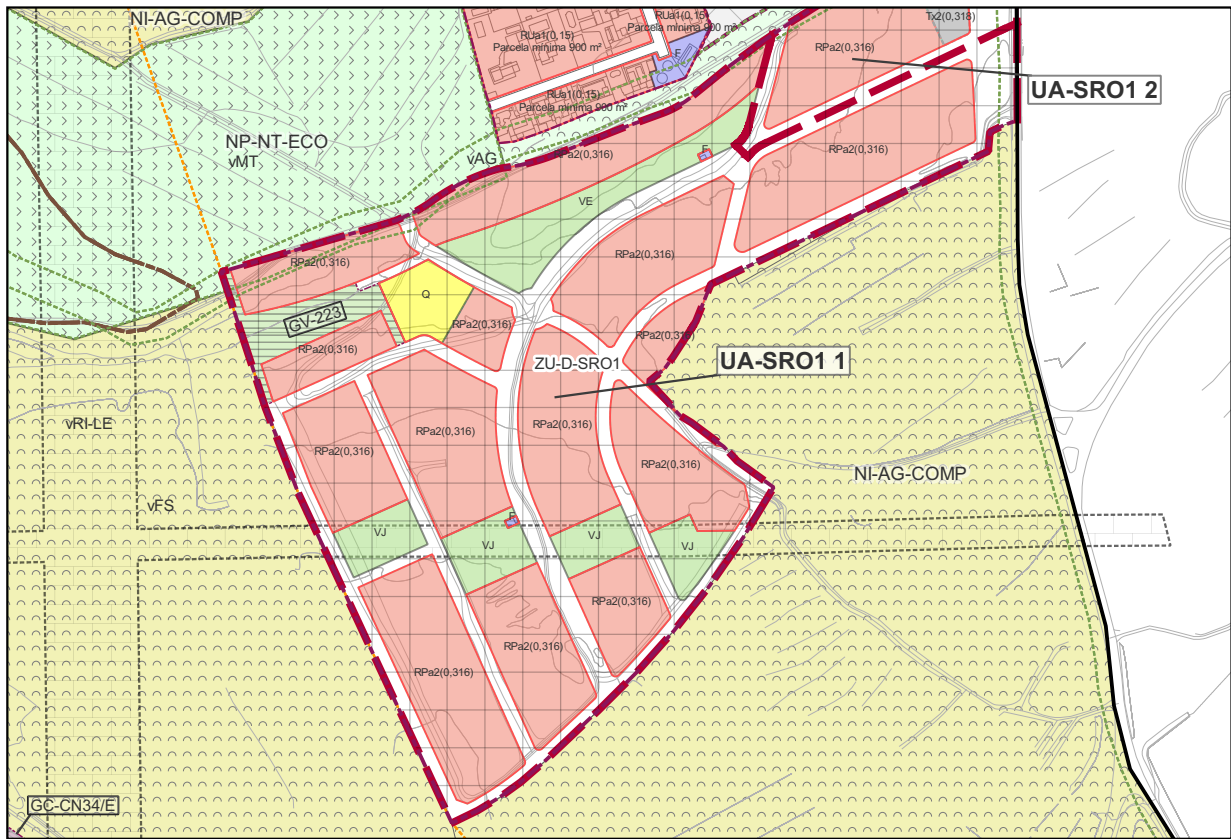 NI-AG-COMP
RUa1(0,15)
Parcela mínima 900 m²
RUa1(0,15)
Parcela mínima 900 m²
Tx2(0,318)
RPa2(0,316)
E
UA-SRO1 2
RUa1(0,15)
Parcela mínima 900 m²
NP-NT-ECO
vMT
vAG
RPa2(0,316)
E
RPa2(0,316)
VE
RPa2(0,316)
RPa2(0,316)
Q
GV-223
RPa2(0,316)
RPa2(0,316)
RPa2(0,316)
ZU-D-SRO1
UA-SRO1 1
vRI-LE
RPa2(0,316)
RPa2(0,316)
RPa2(0,316)
RPa2(0,316)
NI-AG-COMP
vFS
E
VJ
VJ
VJ
VJ
RPa2(0,316)
RPa2(0,316)
RPa2(0,316)
GC-CN34/E